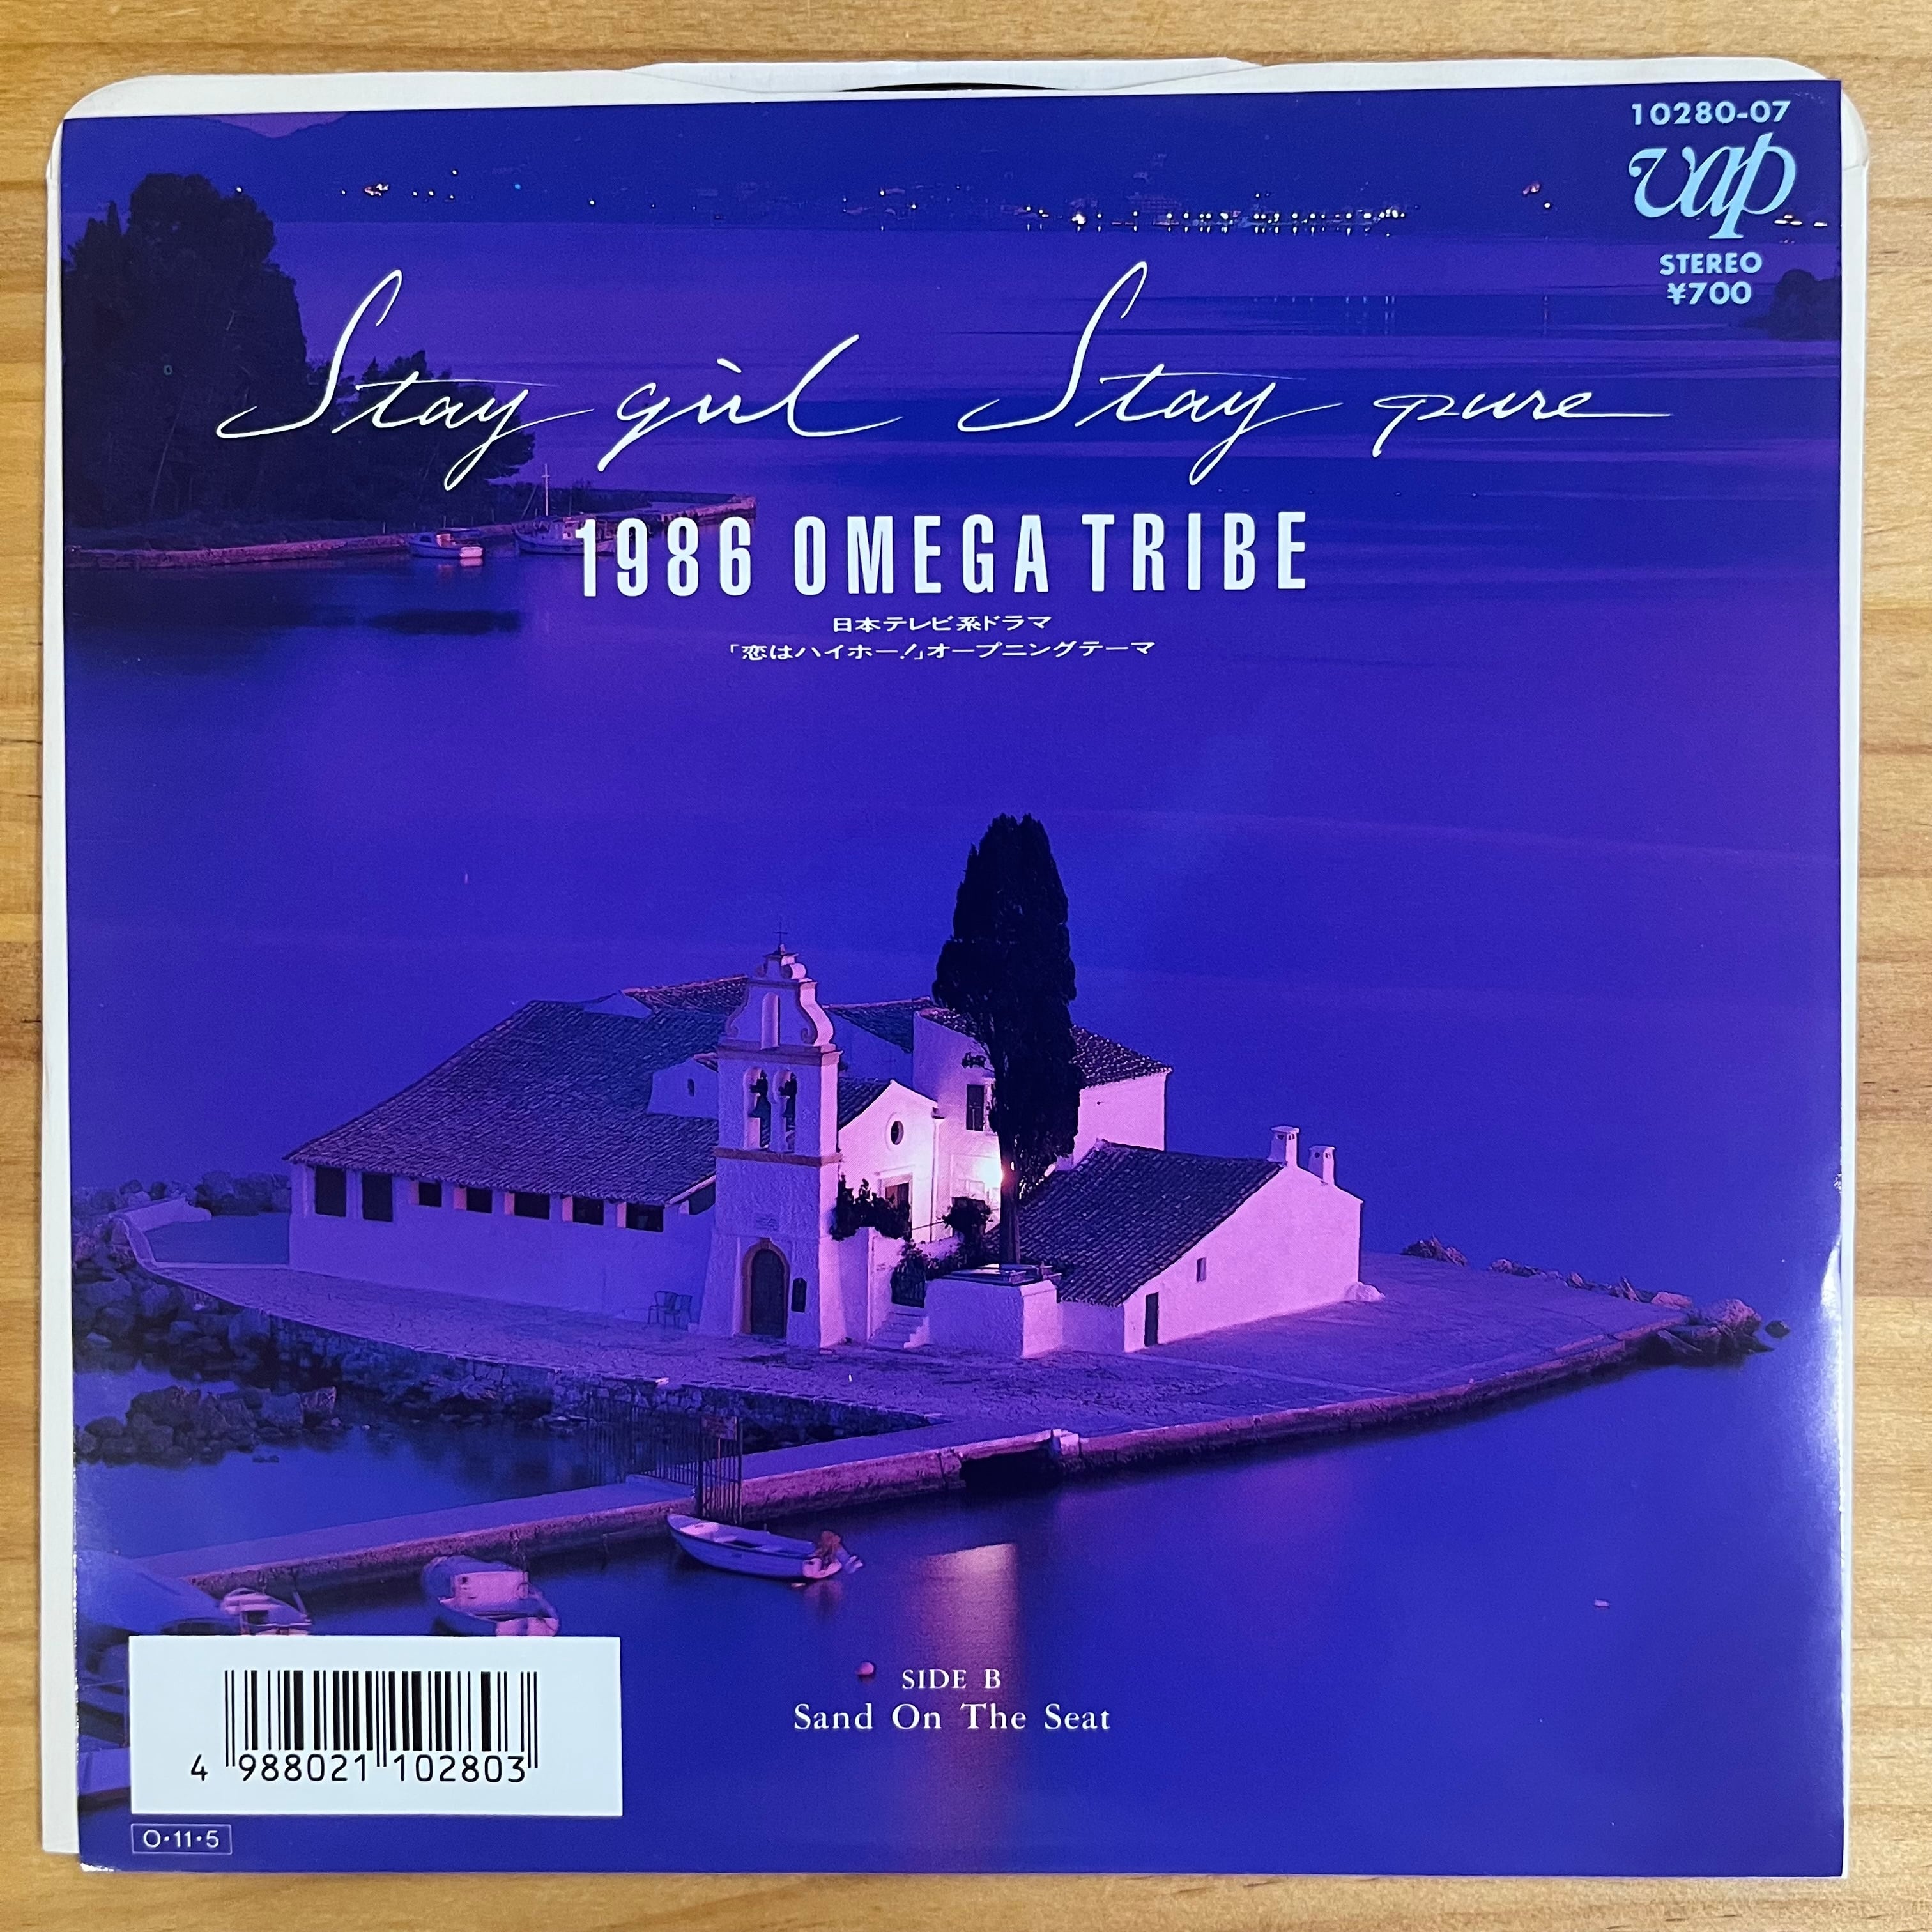 10280-07
vap
STEREO
¥700
Stay girl Stay pure
1986 OMEGA TRIBE
日本テレビ系ドラマ
「恋はハイホー!」オープニングテーマ
SIDE B
Sand On The Seat
4 988021 102803
O・11・5